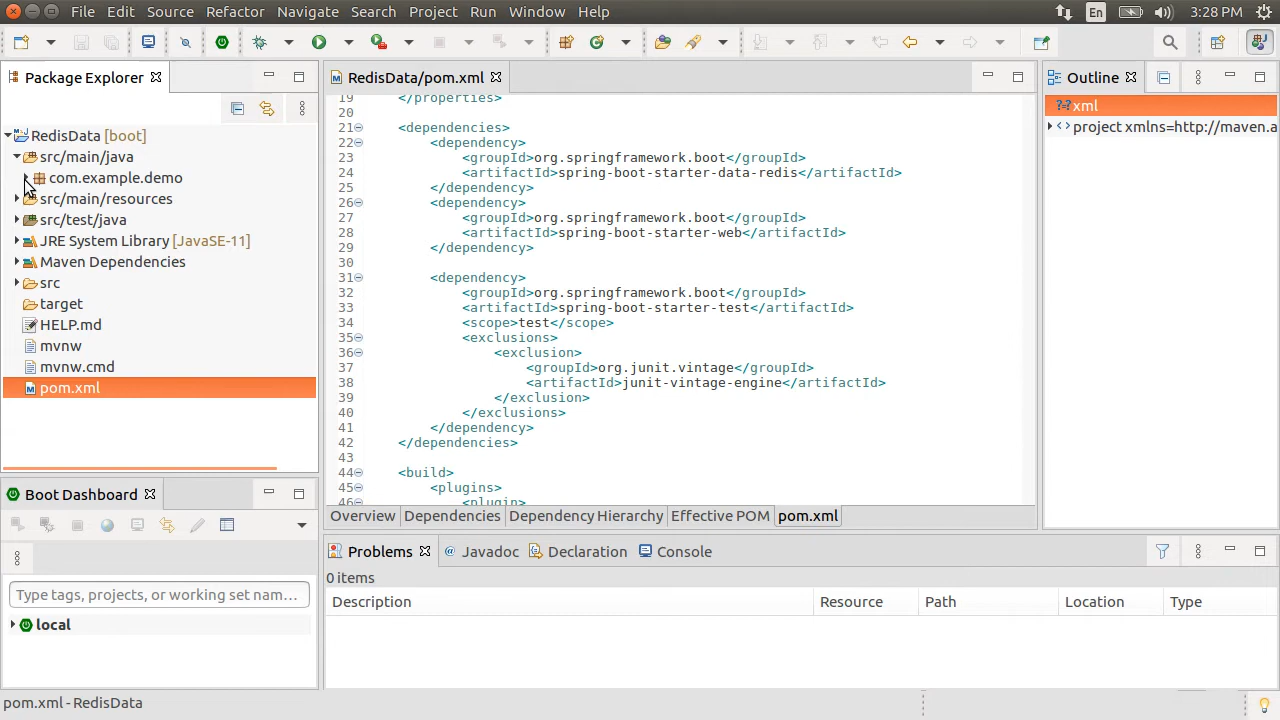 File Edit Source Refactor Navigate Search Project Run Window Help
En
3:28 PM
Package Explorer
RedisData [boot]
src/main/java
com.example.demo
src/main/resources
src/test/java
JRE System Library [JavaSE-11]
Maven Dependencies
src
target
HELP.md
mvnw
mvnw.cmd
pom.xml
Boot Dashboard
Type tags, projects, or working set nam...
local
RedisData/pom.xml
19 </properties>
20
21 <dependencies>
22 <dependency>
23 <groupId>org.springframework.boot</groupId>
24 <artifactId>spring-boot-starter-data-redis</artifactId>
25 </dependency>
26 <dependency>
27 <groupId>org.springframework.boot</groupId>
28 <artifactId>spring-boot-starter-web</artifactId>
29 </dependency>
30
31 <dependency>
32 <groupId>org.springframework.boot</groupId>
33 <artifactId>spring-boot-starter-test</artifactId>
34 <scope>test</scope>
35 <exclusions>
36 <exclusion>
37 <groupId>org.junit.vintage</groupId>
38 <artifactId>junit-vintage-engine</artifactId>
39 </exclusion>
40 </exclusions>
41 </dependency>
42 </dependencies>
43
44 <build>
45 <plugins>
46 <plugin>
Overview Dependencies Dependency Hierarchy Effective POM pom.xml
Outline
xml
project xmlns=http://maven.a
Problems Javadoc Declaration Console
0 items
Description Resource Path Location Type
pom.xml - RedisData